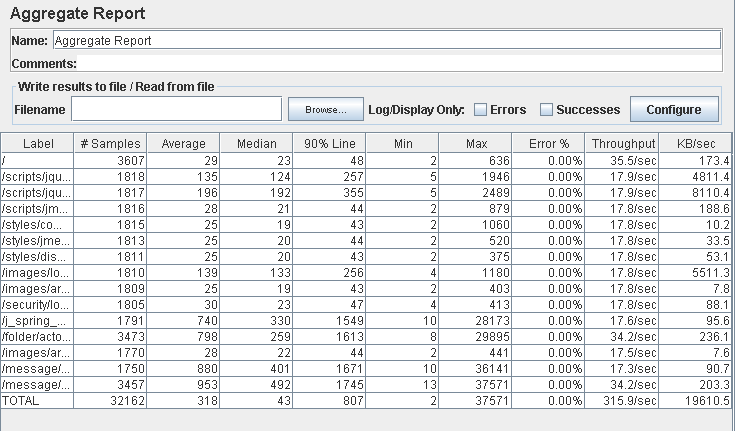 Aggregate Report
Name: Aggregate Report
Comments:
Write results to file / Read from file
Filename Browse... Log/Display Only: Errors Successes Configure
Label # Samples Average Median 90% Line Min Max Error % Throughput KB/sec
/ 3607 29 23 48 2 636 0.00% 35.5/sec 173.4
/scripts/jqu... 1818 135 124 257 5 1946 0.00% 17.9/sec 4811.4
/scripts/jqu... 1817 196 192 355 5 2489 0.00% 17.9/sec 8110.4
/scripts/jm... 1816 28 21 44 2 879 0.00% 17.8/sec 188.6
/styles/co... 1815 25 19 43 2 1060 0.00% 17.8/sec 10.2
/styles/jme... 1813 25 20 44 2 520 0.00% 17.8/sec 33.5
/styles/dis... 1811 25 20 43 2 375 0.00% 17.8/sec 53.1
/images/lo... 1810 139 133 256 4 1180 0.00% 17.8/sec 5511.3
/images/ar... 1809 25 19 43 2 403 0.00% 17.8/sec 7.8
/security/lo... 1805 30 23 47 4 413 0.00% 17.8/sec 88.1
/j_spring_... 1791 740 330 1549 10 28173 0.00% 17.6/sec 95.6
/folder/acto... 3473 798 259 1613 8 29895 0.00% 34.2/sec 236.1
/images/ar... 1770 28 22 44 2 441 0.00% 17.5/sec 7.6
/message/... 1750 880 401 1671 10 36141 0.00% 17.3/sec 90.7
/message/... 3457 953 492 1745 13 37571 0.00% 34.2/sec 203.3
TOTAL 32162 318 43 807 2 37571 0.00% 315.9/sec 19610.5